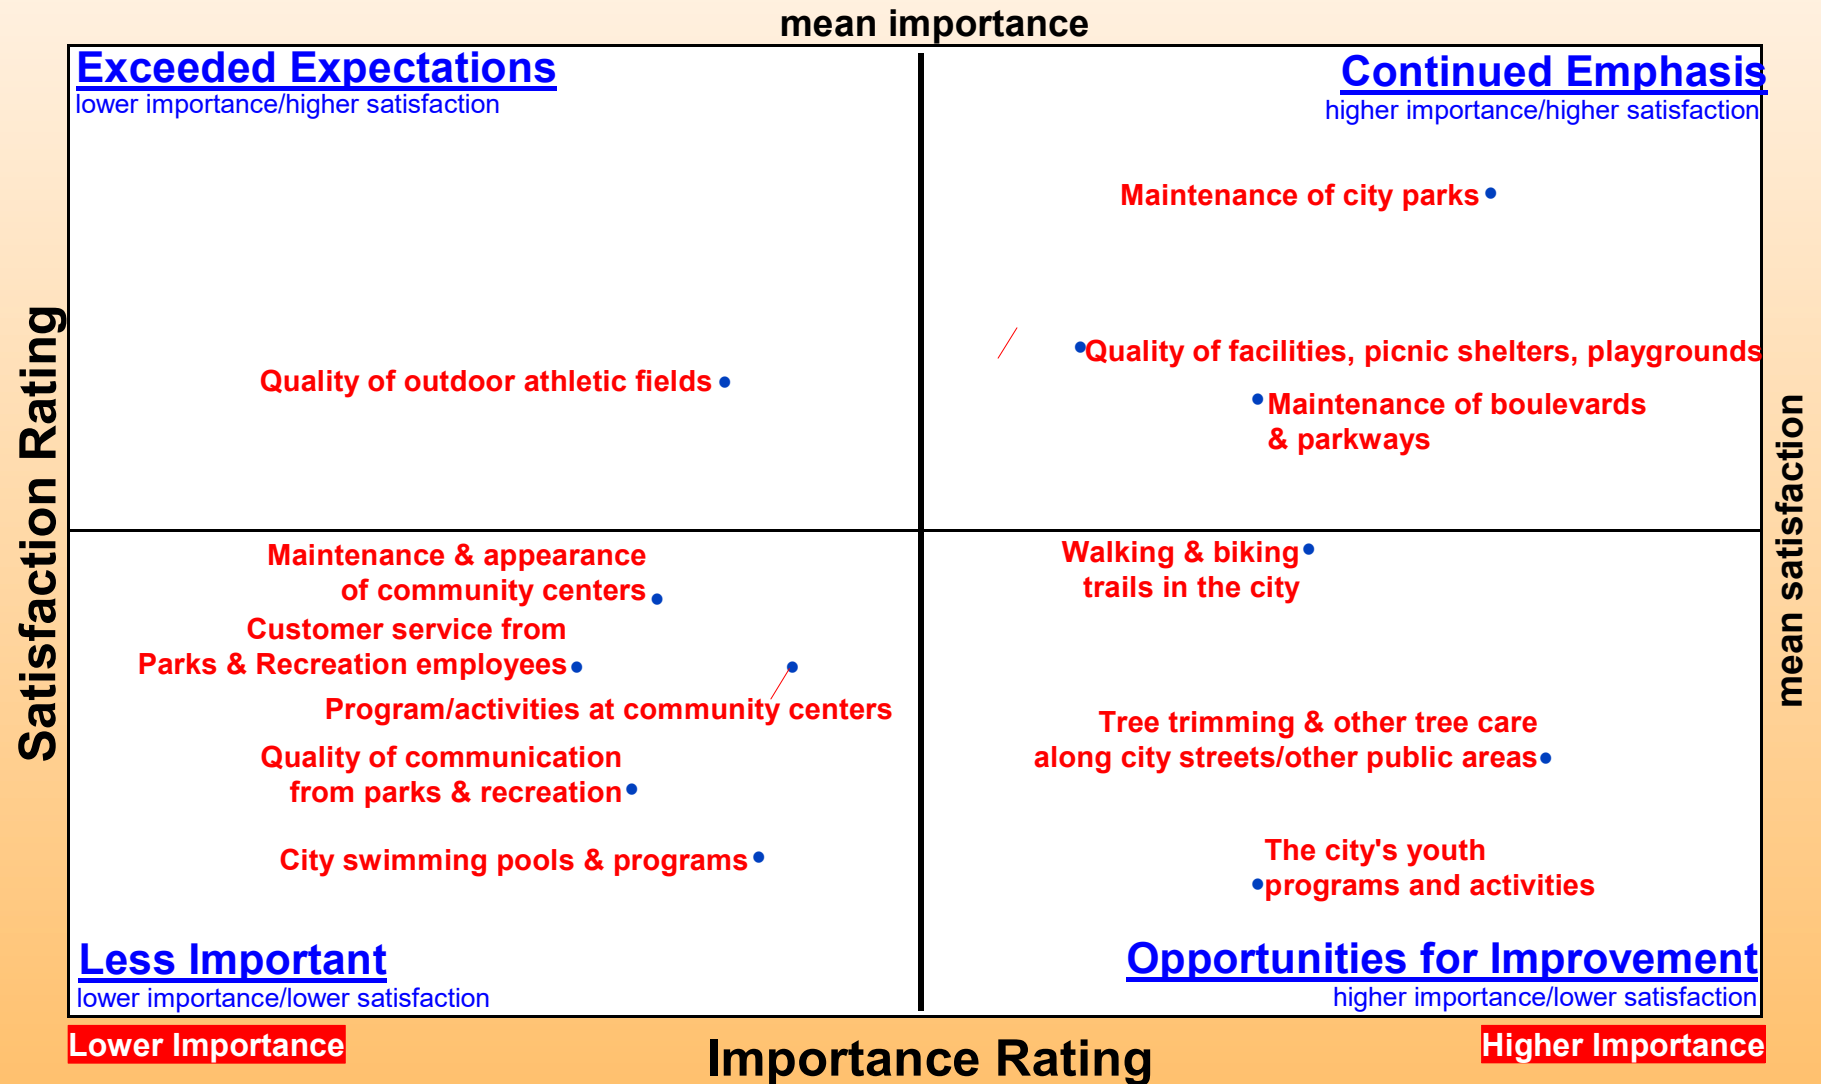 mean importance
Exceeded Expectations
lower importance/higher satisfaction
Continued Emphasis
higher importance/higher satisfaction
Maintenance of city parks
Quality of facilities, picnic shelters, playgrounds
Quality of outdoor athletic fields
Maintenance of boulevards
& parkways
Satisfaction Rating
mean satisfaction
Maintenance & appearance
of community centers
Customer service from
Parks & Recreation employees
Program/activities at community centers
Quality of communication
from parks & recreation
City swimming pools & programs
Walking & biking
trails in the city
Tree trimming & other tree care
along city streets/other public areas
The city's youth
programs and activities
Less Important
lower importance/lower satisfaction
Opportunities for Improvement
higher importance/lower satisfaction
Lower Importance
Importance Rating
Higher Importance